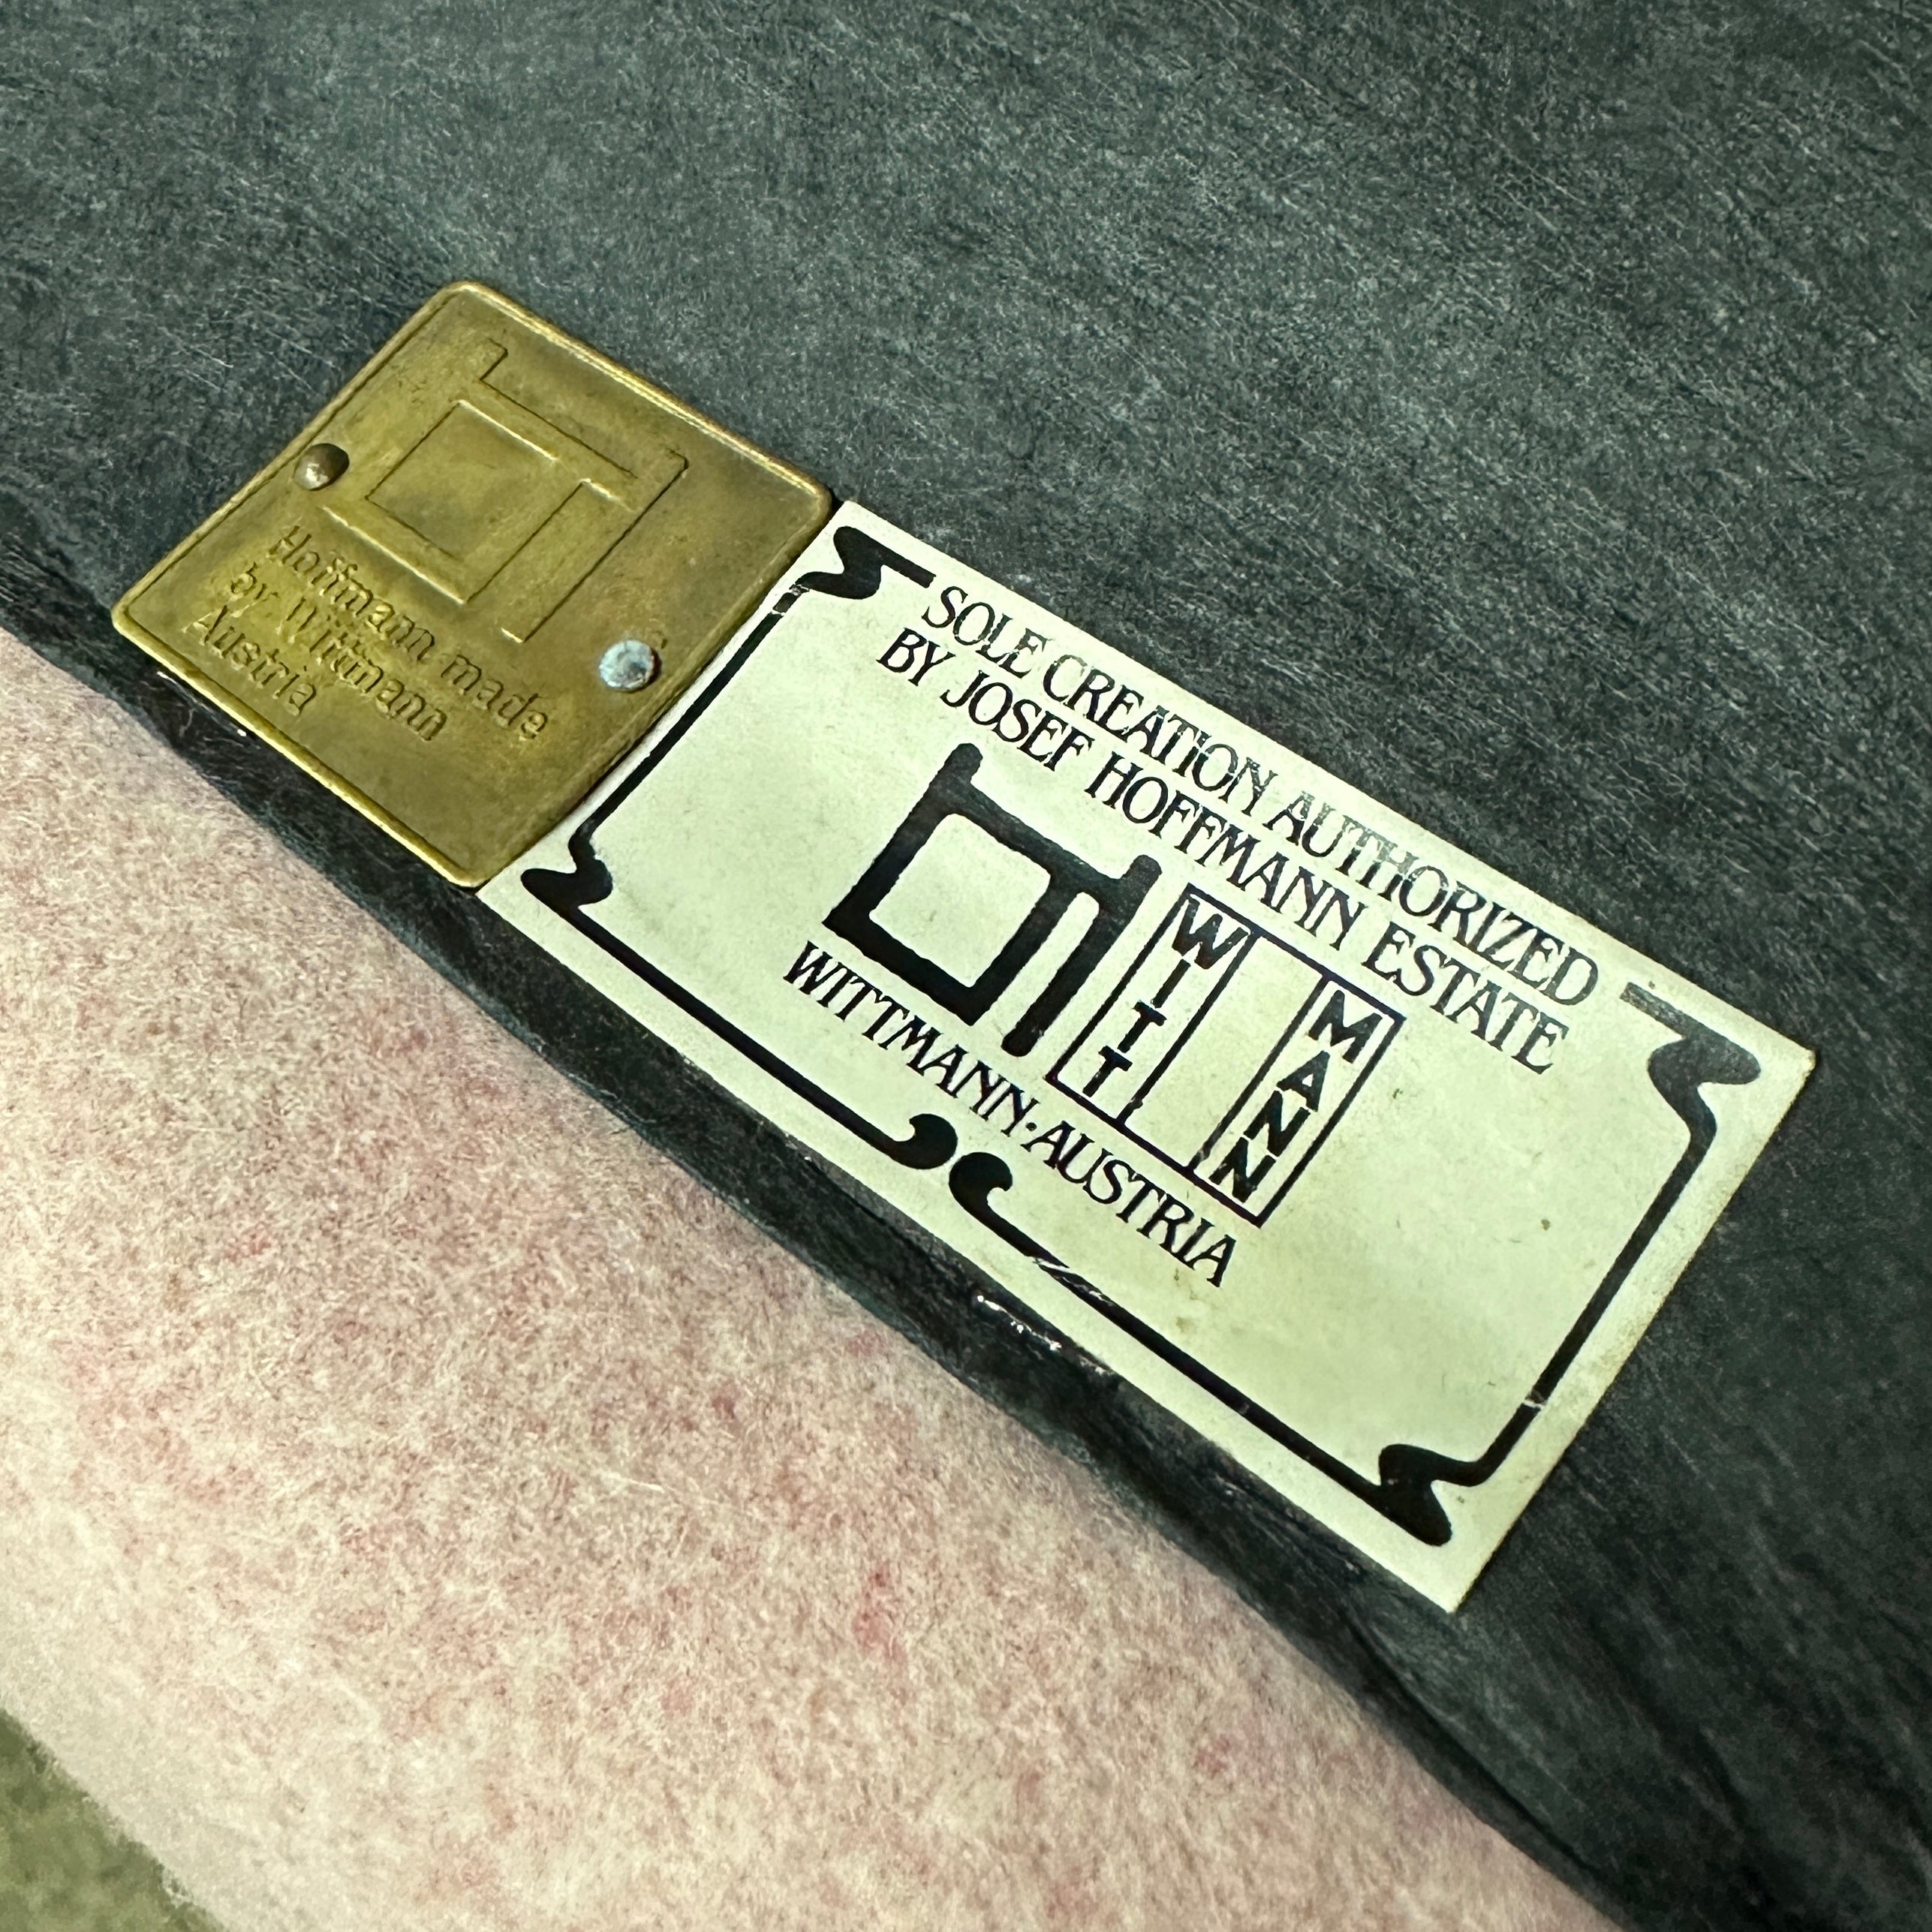 Hoffmann made
by Wittmann
Austria
SOLE CREATION AUTHORIZED
BY JOSEF HOFFMANN ESTATE
WITT
MANN
WITTMANN·AUSTRIA